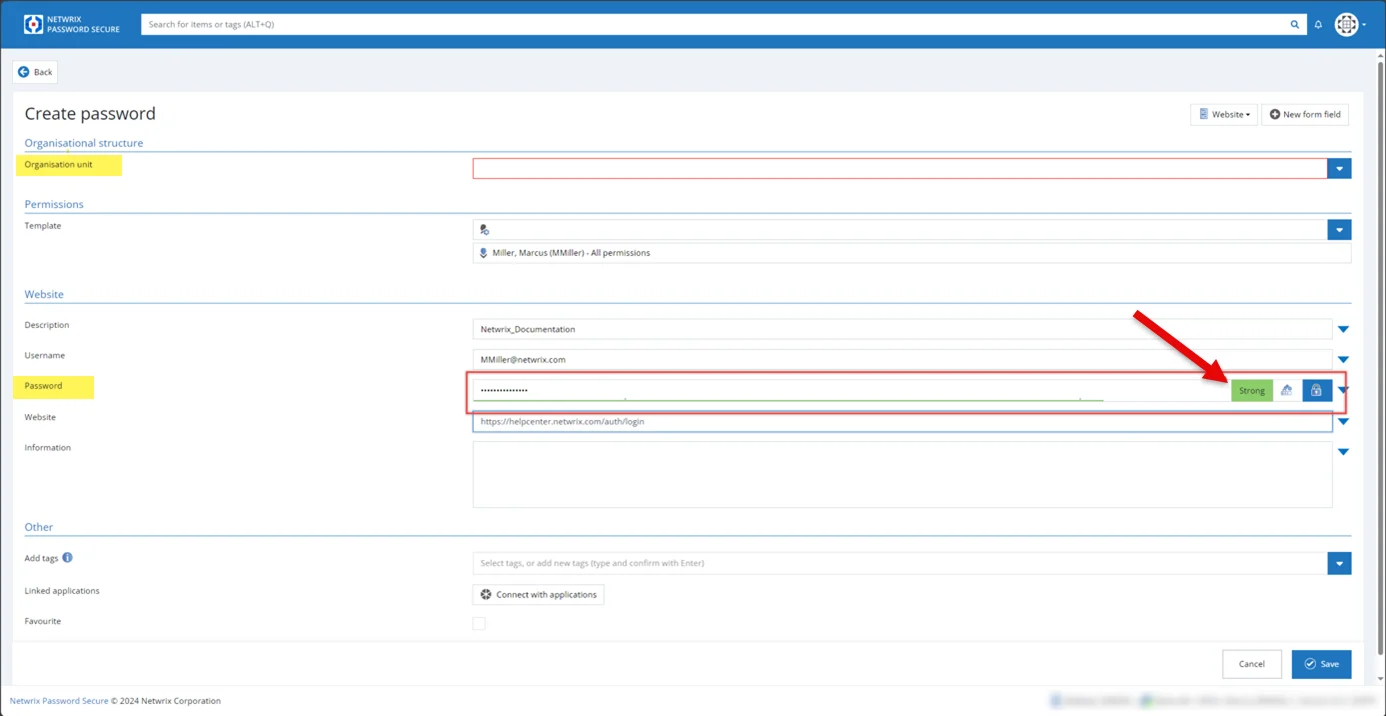 NETWRIX
PASSWORD SECURE
Search for items or tags (ALT+Q)
Back
Create password
Website
New form field
Organisational structure
Organisation unit
Permissions
Template
Miller, Marcus (MMiller) - All permissions
Website
Description
Netwrix_Documentation
Username
MMiller@netwrix.com
Password
•••••••••••••••
Strong
Website
https://helpcenter.netwrix.com/auth/login
Information
Other
Add tags
Select tags, or add new tags (type and confirm with Enter)
Linked applications
Connect with applications
Favourite
Cancel
Save
Netwrix Password Secure © 2024 Netwrix Corporation